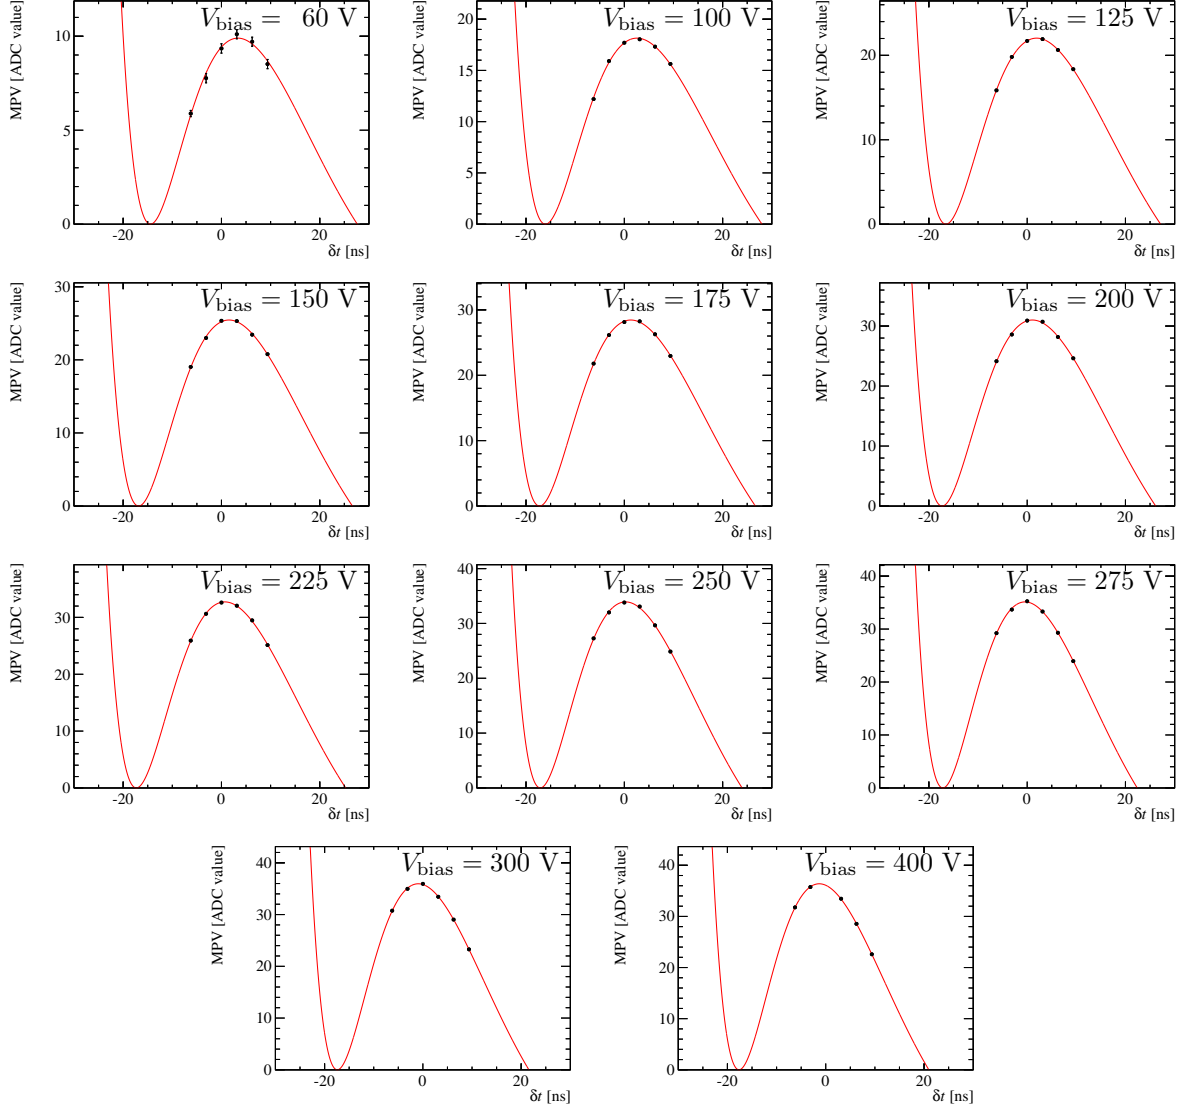 V_bias = 60 V
MPV [ADC value]
10
5
0
-20 0 20
δt [ns]
V_bias = 100 V
MPV [ADC value]
20
15
10
5
0
-20 0 20
δt [ns]
V_bias = 125 V
MPV [ADC value]
20
10
0
-20 0 20
δt [ns]
V_bias = 150 V
MPV [ADC value]
30
20
10
0
-20 0 20
δt [ns]
V_bias = 175 V
MPV [ADC value]
30
20
10
0
-20 0 20
δt [ns]
V_bias = 200 V
MPV [ADC value]
30
20
10
0
-20 0 20
δt [ns]
V_bias = 225 V
MPV [ADC value]
30
20
10
0
-20 0 20
δt [ns]
V_bias = 250 V
MPV [ADC value]
40
30
20
10
0
-20 0 20
δt [ns]
V_bias = 275 V
MPV [ADC value]
40
30
20
10
0
-20 0 20
δt [ns]
V_bias = 300 V
MPV [ADC value]
40
30
20
10
0
-20 0 20
δt [ns]
V_bias = 400 V
MPV [ADC value]
40
30
20
10
0
-20 0 20
δt [ns]